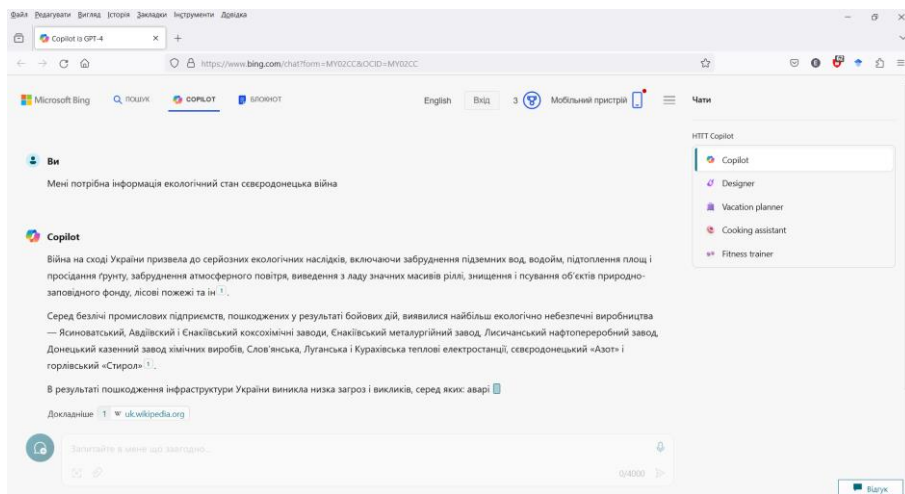 Файл Редагувати Вигляд Історія Закладки Інструменти Довідка
Copilot із GPT-4
https://www.bing.com/chat?form=MY02CC&OCID=MY02CC
Microsoft Bing ПОШУК COPILOT БЛОКНОТ English Вхід 3 Мобільний пристрій
Ви
Мені потрібна інформація екологічний стан сєвєродонецька війна
Copilot
Війна на сході України призвела до серйозних екологічних наслідків, включаючи забруднення підземних вод, водойм, підтоплення площ і
просідання ґрунту, забруднення атмосферного повітря, виведення з ладу значних масивів ріллі, знищення і псування об'єктів природно-
заповідного фонду, лісові пожежі та ін 1.
Серед безлічі промислових підприємств, пошкоджених у результаті бойових дій, виявилися найбільш екологічно небезпечні виробництва
— Ясиноватський, Авдіївский і Єнакіївський коксохімічні заводи, Єнакіївський металургійний завод, Лисичанський нафтопереробний завод,
Донецький казенний завод хімічних виробів, Слов'янська, Луганська і Курахівська теплові електростанції, сєвєродонецький «Азот» і
горлівський «Стирол» 1.
В результаті пошкодження інфраструктури України виникла низка загроз і викликів, серед яких: аварі
Докладніше 1 W uk.wikipedia.org
Запитайте в мене що завгодно...
0/4000
Чати
НТГТ Copilot
Copilot
Designer
Vacation planner
Cooking assistant
Fitness trainer
Відгук